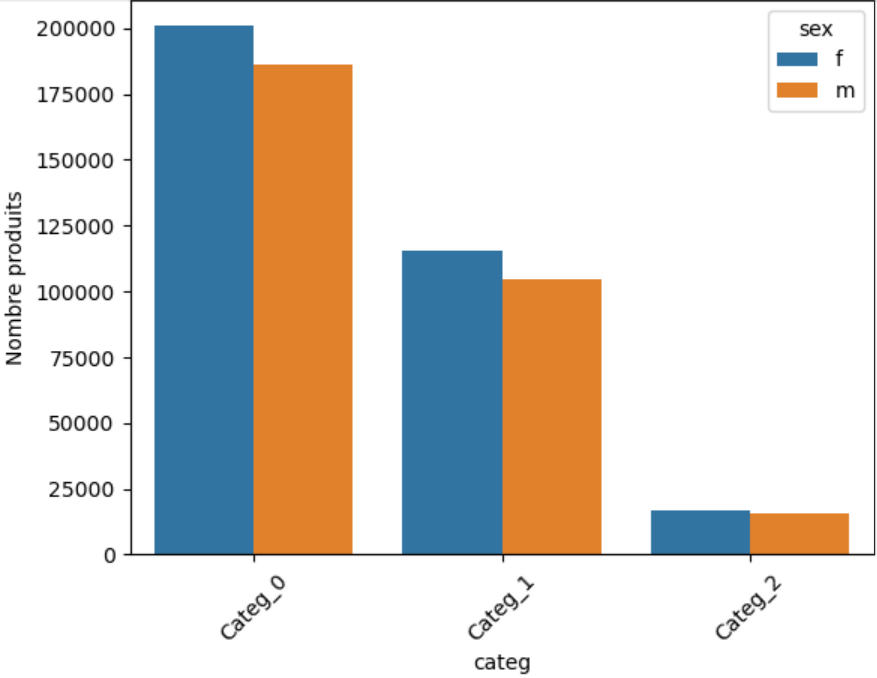 sex
f
m
Nombre produits
200000
175000
150000
125000
100000
75000
50000
25000
0
Categ_0
Categ_1
Categ_2
categ